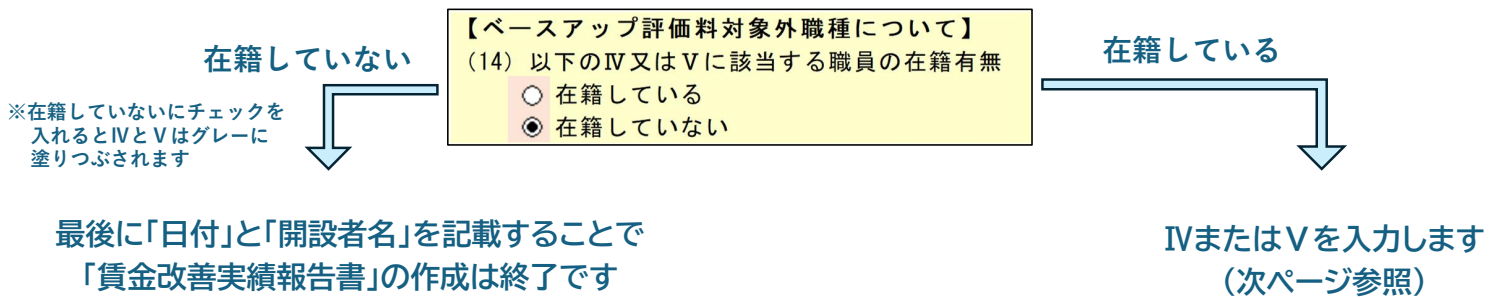 【ベースアップ評価料対象外職種について】
(14) 以下のⅣ又はⅤに該当する職員の在籍有無
在籍している
在籍していない
在籍していない
※在籍していないにチェックを
入れるとⅣとⅤはグレーに
塗りつぶされます
最後に「日付」と「開設者名」を記載することで
「賃金改善実績報告書」の作成は終了です
在籍している
ⅣまたはⅤを入力します
(次ページ参照)